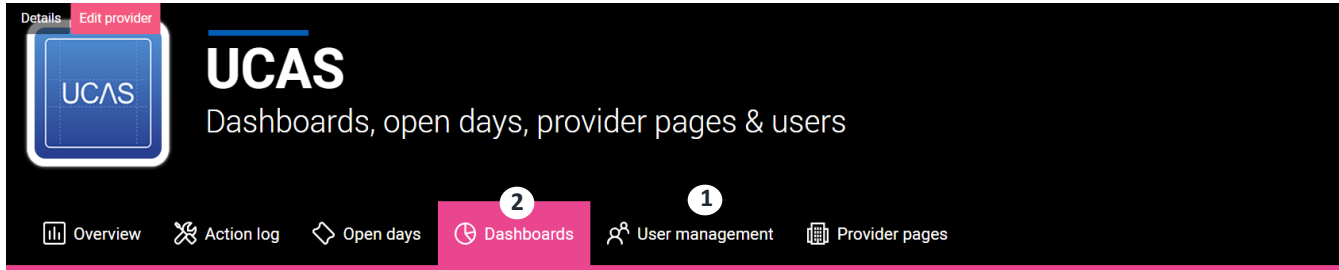 Details Edit provider
UCAS
UCAS
Dashboards, open days, provider pages & users
2 1
Overview Action log Open days Dashboards User management Provider pages